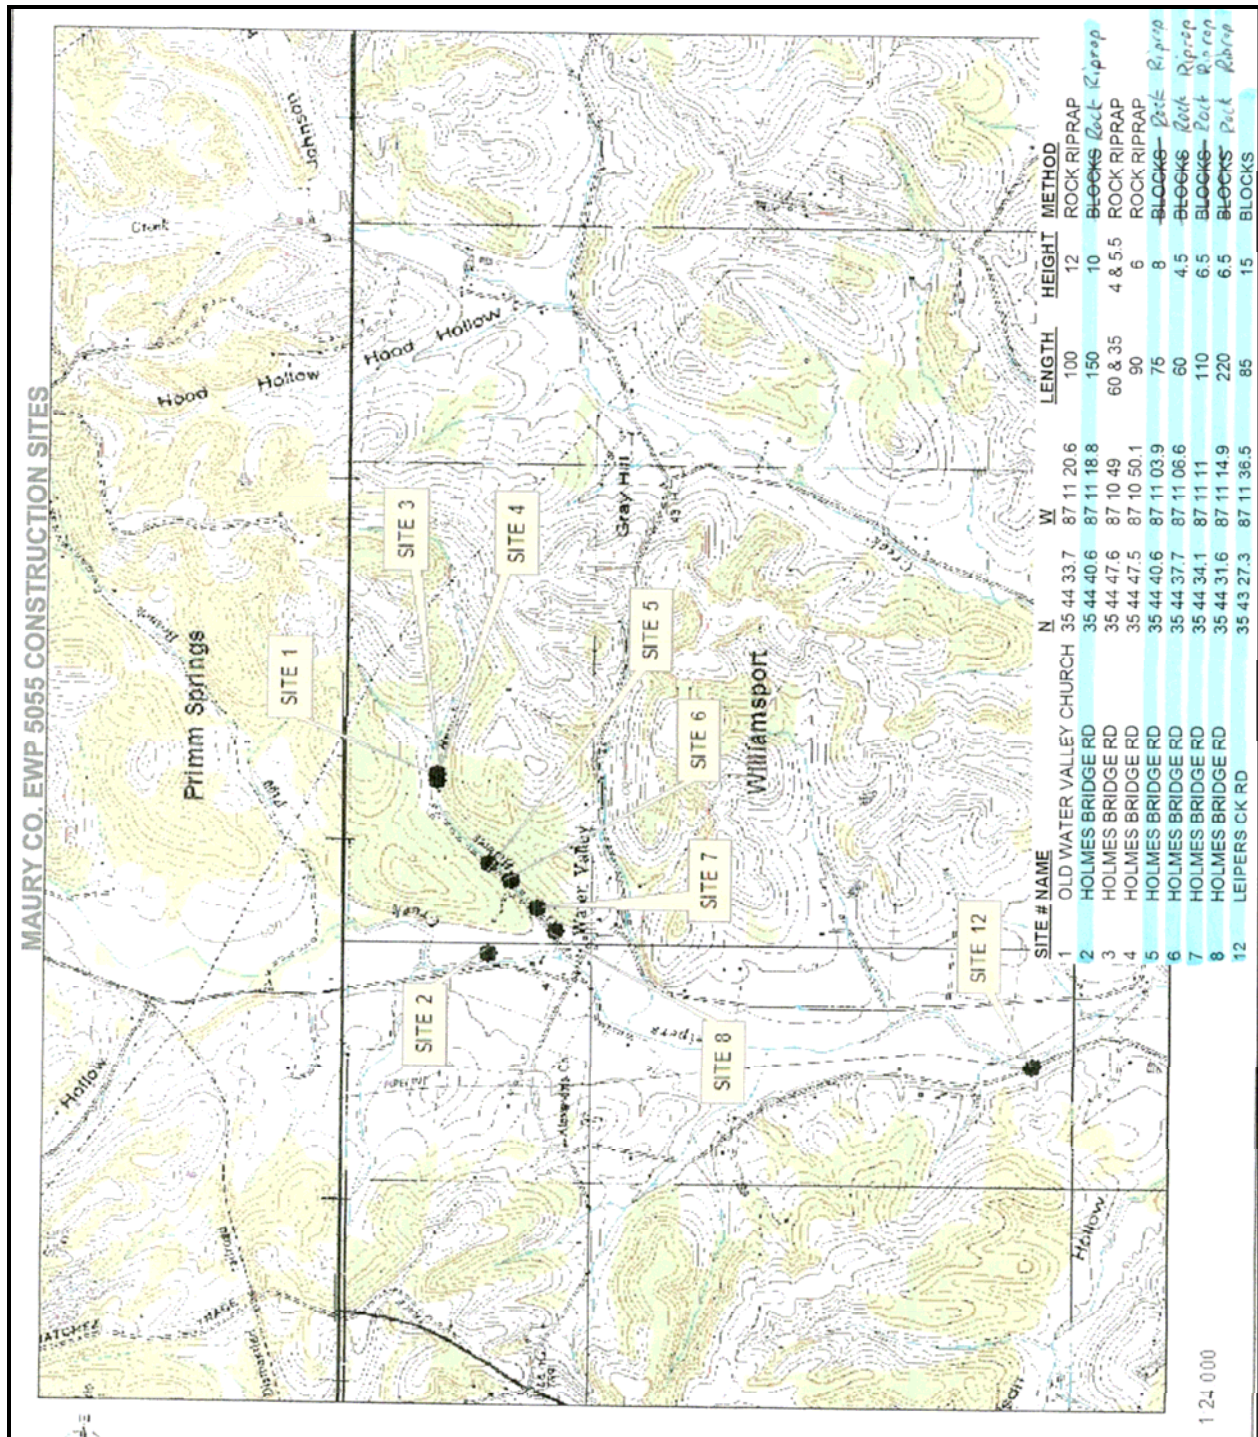 MAURY CO. EWP 5055 CONSTRUCTION SITES
Hollow
Primm Springs
Johnson
Creek
Hood Hollow
Hood Hollow
Pugh
Branch
SITE 1
SITE 3
SITE 4
SITE 2
Creek
Water Valley
Gray Hill
SITE 5
SITE 6
SITE 7
SITE 8
Williamsport
Creek
SITE 12
Hollow
SITE # NAME N W LENGTH HEIGHT METHOD
1 OLD WATER VALLEY CHURCH 35 44 33.7 87 11 20.6 100 12 ROCK RIPRAP
2 HOLMES BRIDGE RD 35 44 40.6 87 11 18.8 150 10 BLOCKS Rock Riprap
3 HOLMES BRIDGE RD 35 44 47.6 87 10 49 60 & 35 4 & 5.5 ROCK RIPRAP
4 HOLMES BRIDGE RD 35 44 47.5 87 10 50.1 90 6 ROCK RIPRAP
5 HOLMES BRIDGE RD 35 44 40.6 87 11 03.9 75 8 BLOCKS Rock Riprap
6 HOLMES BRIDGE RD 35 44 37.7 87 11 06.6 60 4.5 BLOCKS Rock Riprap
7 HOLMES BRIDGE RD 35 44 34.1 87 11 11 110 6.5 BLOCKS Rock Riprap
8 HOLMES BRIDGE RD 35 44 31.6 87 11 14.9 220 6.5 BLOCKS Rock Riprap
12 LEIPERS CK RD 35 43 27.3 87 11 36.5 85 15 BLOCKS
1 24 000